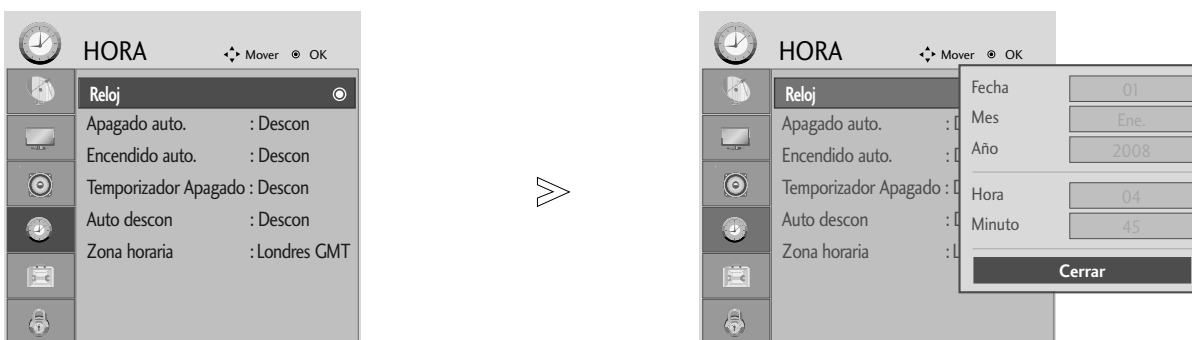 HORA
Mover OK
Reloj
Apagado auto. : Descon
Encendido auto. : Descon
Temporizador Apagado : Descon
Auto descon : Descon
Zona horaria : Londres GMT
HORA
Mover OK
Reloj
Apagado auto. :
Encendido auto. :
Temporizador Apagado :
Auto descon :
Zona horaria : L
Fecha 01
Mes Ene.
Año 2008
Hora 04
Minuto 45
Cerrar